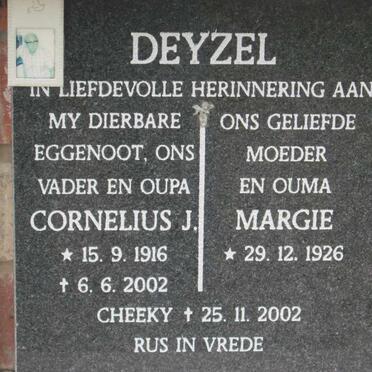 DEYZEL
IN LIEFDEVOLLE HERINNERING AAN
MY DIERBARE
EGGENOOT, ONS
VADER EN OUPA
CORNELIUS J.
★ 15. 9. 1916
✝ 6. 6. 2002
ONS GELIEFDE
MOEDER
EN OUMA
MARGIE
★ 29. 12. 1926
CHEEKY ✝ 25. 11. 2002
RUS IN VREDE